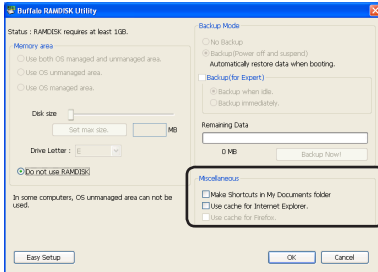 Buffalo RAMDISK Utility
Status : RAMDISK requires at least 1GB.
Memory area
Use both OS managed and unmanaged area.
Use OS unmanaged area.
Use OS managed area.
Disk size
Set max size.
MB
Drive Letter : E
Do not use RAMDISK
In some computers, OS unmanaged area can not be
used.
Easy Setup
Backup Mode
No Backup
Backup(Power off and suspend)
Automatically restore data when booting.
Backup(for Expert)
Backup when idle.
Backup immediately.
Remaining Data
0 MB
Backup Now!
Miscellaneous
Make Shortcuts in My Documents folder
Use cache for Internet Explorer.
Use cache for Firefox.
OK
Cancel